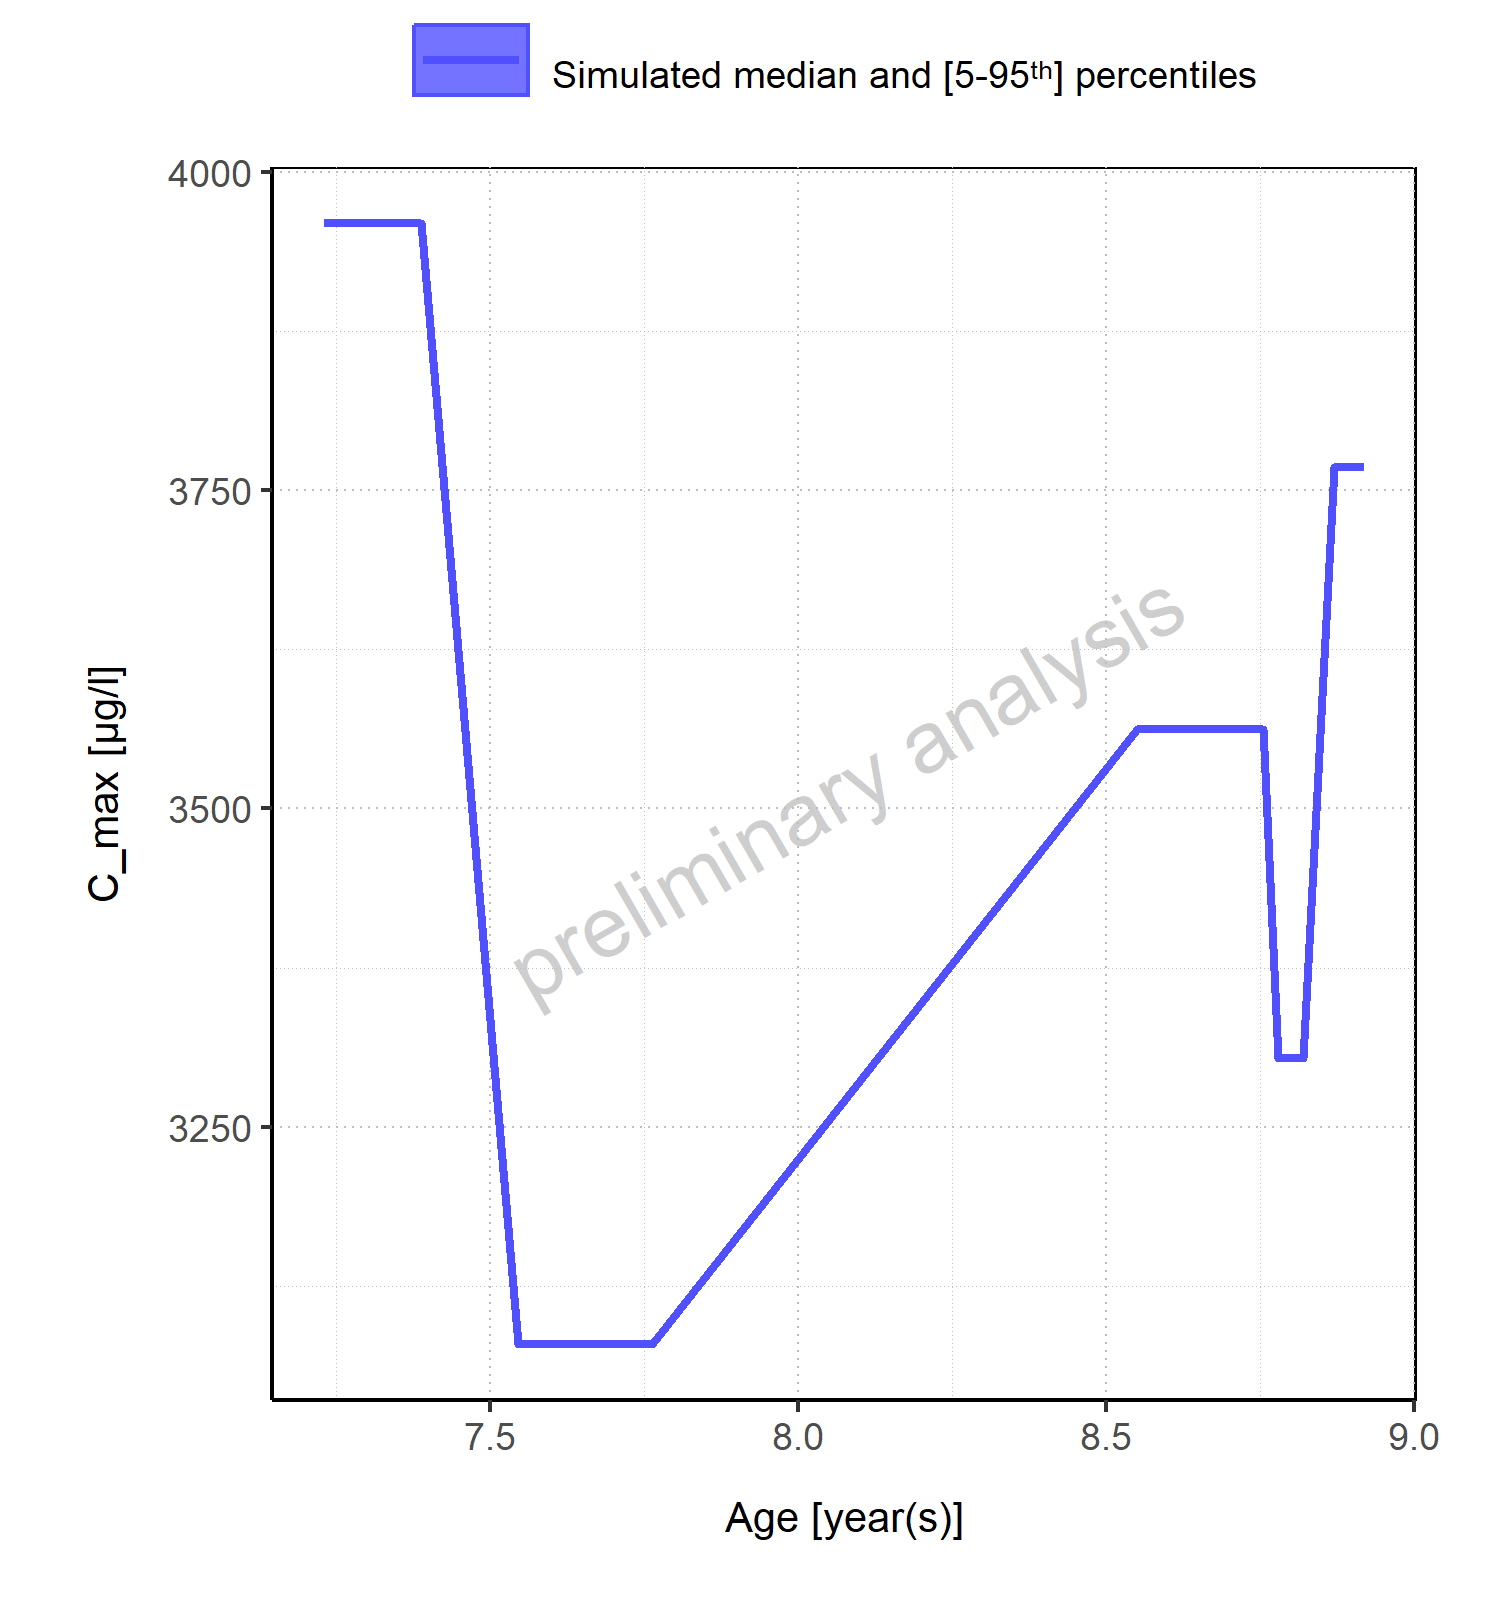 Simulated median and [5-95ᵗʰ] percentiles
4000
3750
3500
3250
C_max [µg/l]
preliminary analysis
7.5 8.0 8.5 9.0
Age [year(s)]